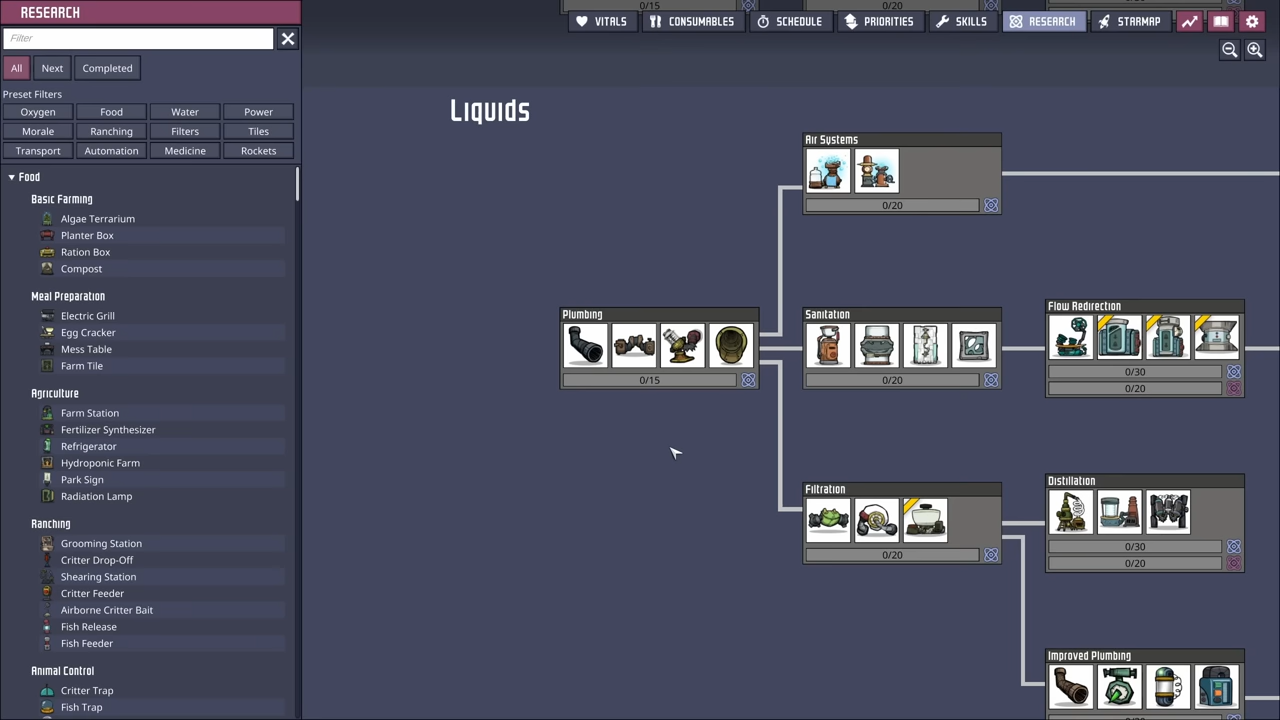 RESEARCH
0/15
0/20
VITALS
CONSUMABLES
SCHEDULE
PRIORITIES
SKILLS
RESEARCH
STARMAP
Filter
All
Next
Completed
Preset Filters
Oxygen
Food
Water
Power
Morale
Ranching
Filters
Tiles
Transport
Automation
Medicine
Rockets
Food
Basic Farming
Algae Terrarium
Planter Box
Ration Box
Compost
Meal Preparation
Electric Grill
Egg Cracker
Mess Table
Farm Tile
Agriculture
Farm Station
Fertilizer Synthesizer
Refrigerator
Hydroponic Farm
Park Sign
Radiation Lamp
Ranching
Grooming Station
Critter Drop-Off
Shearing Station
Critter Feeder
Airborne Critter Bait
Fish Release
Fish Feeder
Animal Control
Critter Trap
Fish Trap
Liquids
Air Systems
0/20
Plumbing
0/15
Sanitation
0/20
Flow Redirection
0/30
0/20
Filtration
0/20
Distillation
0/30
0/20
Improved Plumbing